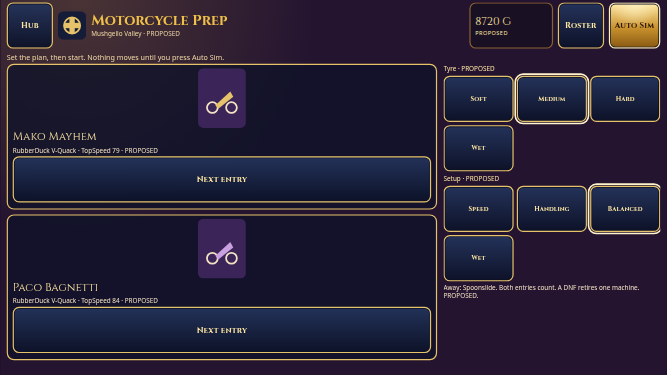 Hub
Motorcycle Prep
Mushgello Valley · PROPOSED
8720 G
PROPOSED
Roster
Auto Sim
Set the plan, then start. Nothing moves until you press Auto Sim.
Mako Mayhem
RubberDuck V-Quack · TopSpeed 79 · PROPOSED
Next entry
Paco Bagnetti
RubberDuck V-Quack · TopSpeed 84 · PROPOSED
Next entry
Tyre · PROPOSED
Soft
Medium
Hard
Wet
Setup · PROPOSED
Speed
Handling
Balanced
Wet
Away: Spoonslide. Both entries count. A DNF retires one machine.
PROPOSED.